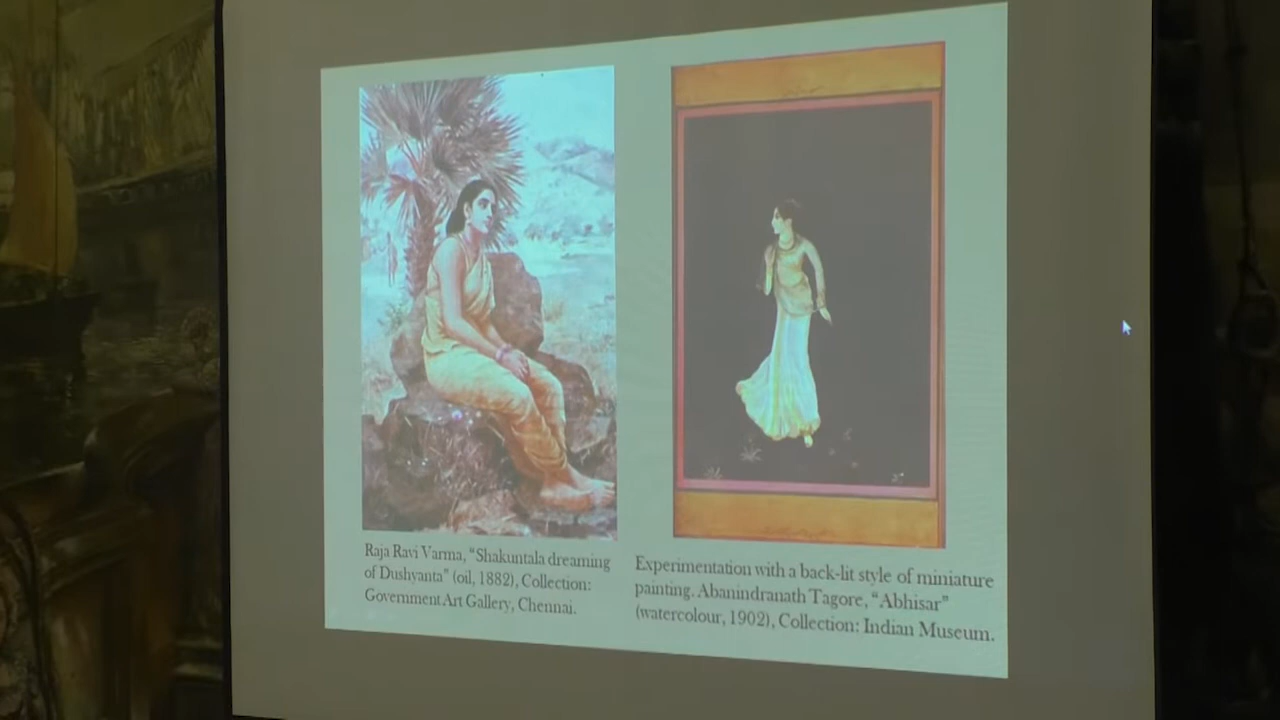 Raja Ravi Varma, “Shakuntala dreaming
of Dushyanta” (oil, 1882), Collection:
Government Art Gallery, Chennai.
Experimentation with a back-lit style of miniature
painting. Abanindranath Tagore, “Abhisar”
(watercolour, 1902), Collection: Indian Museum.